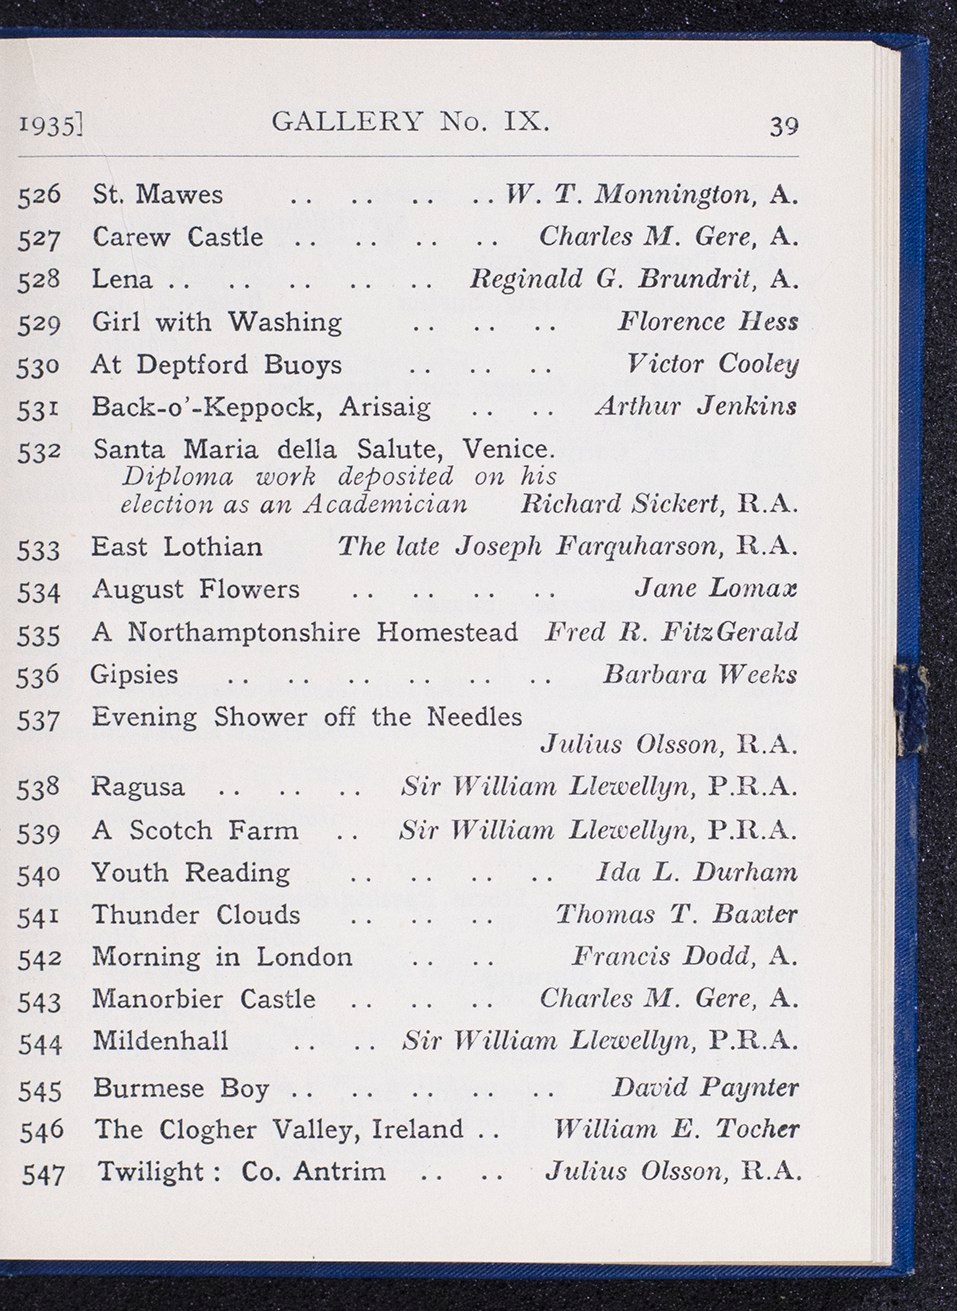 1935] GALLERY No. IX. 39
526 St. Mawes .. .. .. .. W. T. Monnington, A.
527 Carew Castle .. .. .. .. Charles M. Gere, A.
528 Lena .. .. .. .. .. Reginald G. Brundrit, A.
529 Girl with Washing .. .. .. Florence Hess
530 At Deptford Buoys .. .. .. Victor Cooley
531 Back-o'-Keppock, Arisaig .. .. Arthur Jenkins
532 Santa Maria della Salute, Venice.
Diploma work deposited on his
election as an Academician Richard Sickert, R.A.
533 East Lothian The late Joseph Farquharson, R.A.
534 August Flowers .. .. .. .. Jane Lomax
535 A Northamptonshire Homestead Fred R. FitzGerald
536 Gipsies .. .. .. .. .. .. Barbara Weeks
537 Evening Shower off the Needles
Julius Olsson, R.A.
538 Ragusa .. .. .. Sir William Llewellyn, P.R.A.
539 A Scotch Farm .. Sir William Llewellyn, P.R.A.
540 Youth Reading .. .. .. .. Ida L. Durham
541 Thunder Clouds .. .. .. Thomas T. Baxter
542 Morning in London .. .. Francis Dodd, A.
543 Manorbier Castle .. .. .. Charles M. Gere, A.
544 Mildenhall .. .. Sir William Llewellyn, P.R.A.
545 Burmese Boy .. .. .. .. .. David Paynter
546 The Clogher Valley, Ireland .. William E. Tocher
547 Twilight : Co. Antrim .. .. Julius Olsson, R.A.